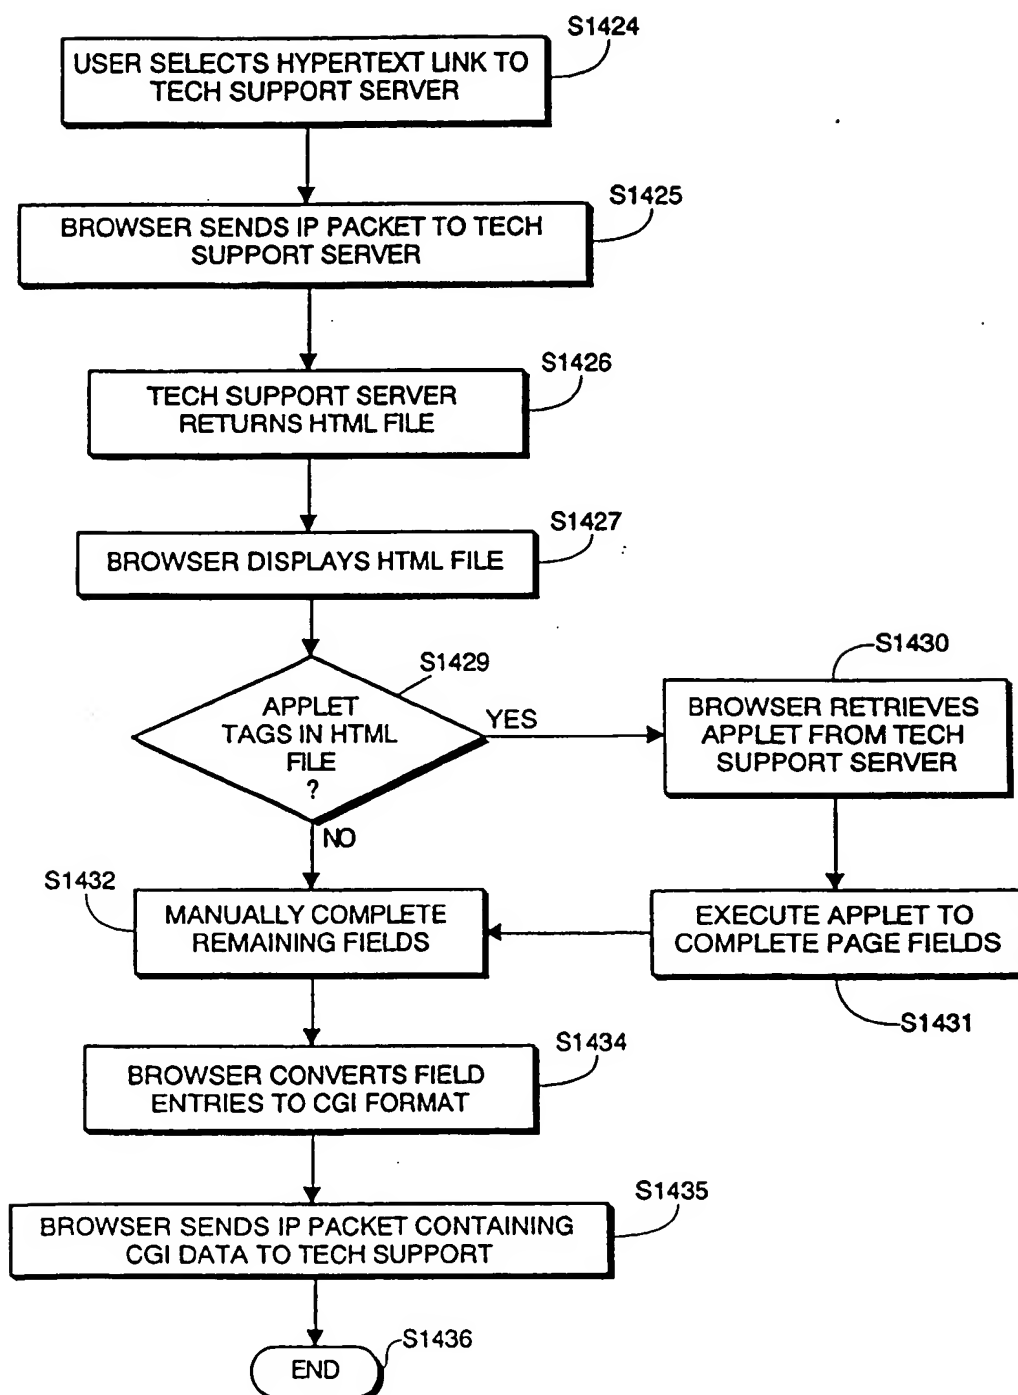 S1424
USER SELECTS HYPERTEXT LINK TO
TECH SUPPORT SERVER
S1425
BROWSER SENDS IP PACKET TO TECH
SUPPORT SERVER
S1426
TECH SUPPORT SERVER
RETURNS HTML FILE
S1427
BROWSER DISPLAYS HTML FILE
S1429
APPLET
TAGS IN HTML
FILE
?
YES
NO
S1430
BROWSER RETRIEVES
APPLET FROM TECH
SUPPORT SERVER
S1432
MANUALLY COMPLETE
REMAINING FIELDS
EXECUTE APPLET TO
COMPLETE PAGE FIELDS
S1431
S1434
BROWSER CONVERTS FIELD
ENTRIES TO CGI FORMAT
S1435
BROWSER SENDS IP PACKET CONTAINING
CGI DATA TO TECH SUPPORT
S1436
END